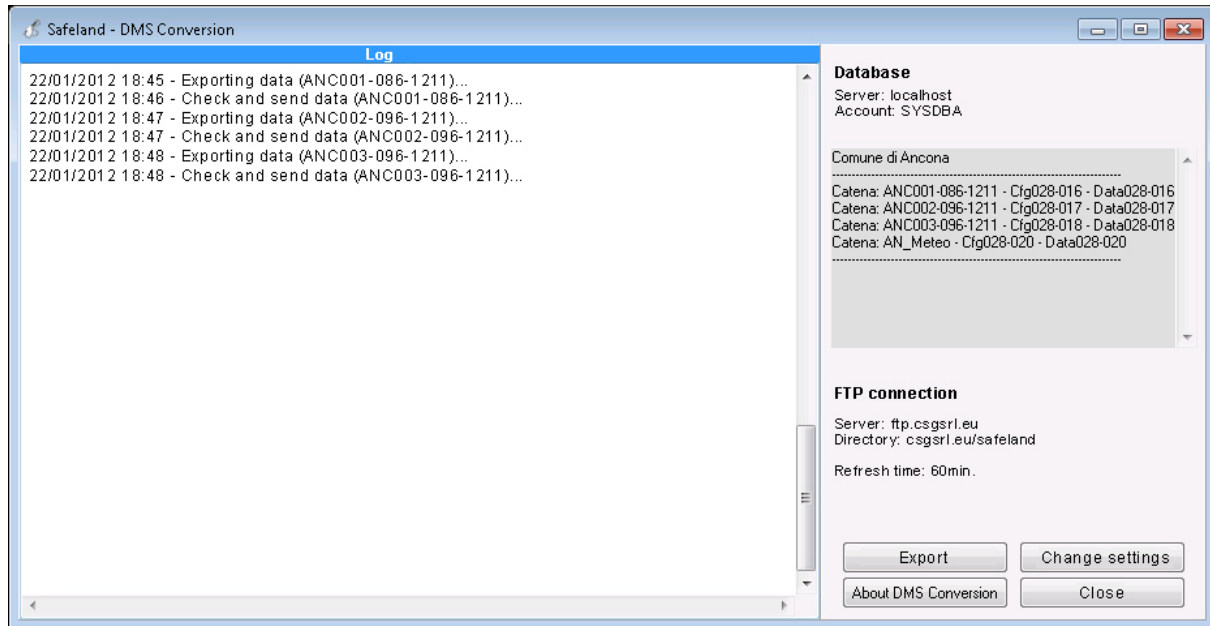 Safeland - DMS Conversion
Log
22/01/2012 18:45 - Exporting data (ANC001-086-1211)...
22/01/2012 18:46 - Check and send data (ANC001-086-1211)...
22/01/2012 18:47 - Exporting data (ANC002-096-1211)...
22/01/2012 18:47 - Check and send data (ANC002-096-1211)...
22/01/2012 18:48 - Exporting data (ANC003-096-1211)...
22/01/2012 18:48 - Check and send data (ANC003-096-1211)...
Database
Server: localhost
Account: SYSDBA
Comune di Ancona
--------------------------------------------------------------------------------
Catena: ANC001-086-1211 - Cfg028-016 - Data028-016
Catena: ANC002-096-1211 - Cfg028-017 - Data028-017
Catena: ANC003-096-1211 - Cfg028-018 - Data028-018
Catena: AN_Meteo - Cfg028-020 - Data028-020
--------------------------------------------------------------------------------
FTP connection
Server: ftp.csgsrl.eu
Directory: csgsrl.eu/safeland
Refresh time: 60min.
Export
Change settings
About DMS Conversion
Close